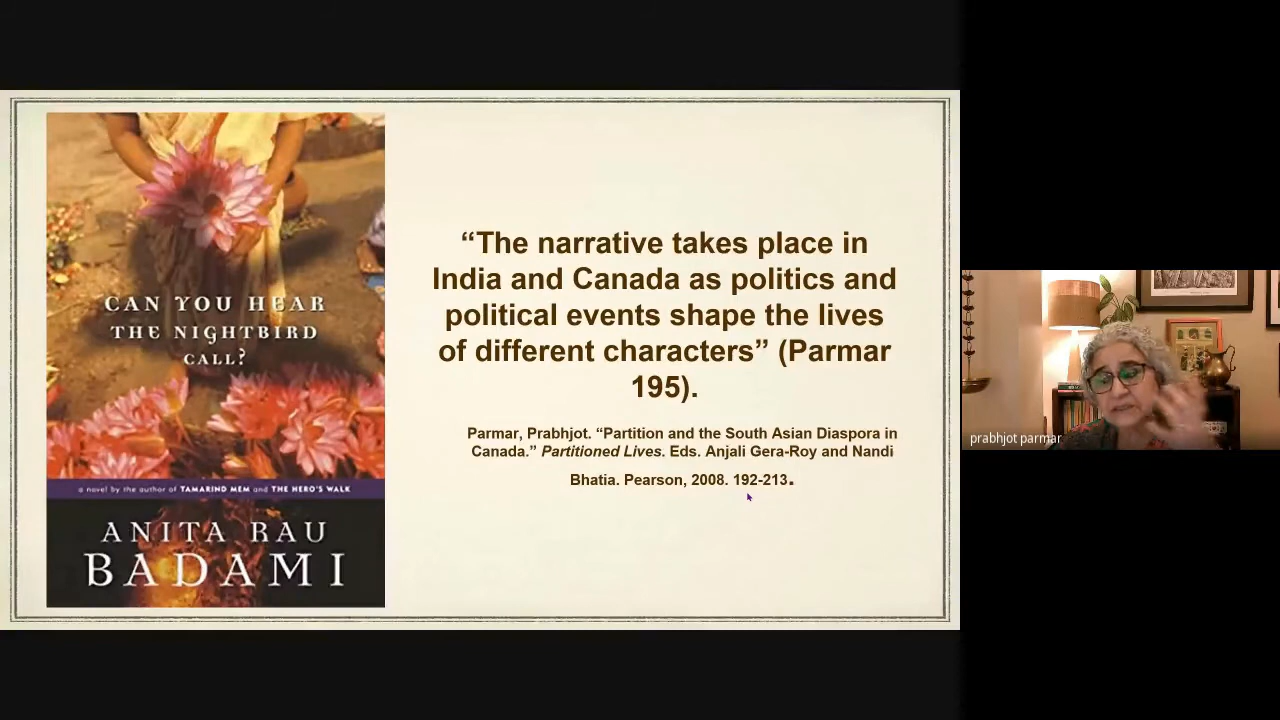 CAN YOU HEAR
THE NIGHTBIRD
CALL?
a novel by the author of TAMARIND MEM and THE HERO'S WALK
ANITA RAU
BADAMI
“The narrative takes place in
India and Canada as politics and
political events shape the lives
of different characters” (Parmar
195).
Parmar, Prabhjot. “Partition and the South Asian Diaspora in
Canada.” Partitioned Lives. Eds. Anjali Gera-Roy and Nandi
Bhatia. Pearson, 2008. 192-213.
prabhjot parmar